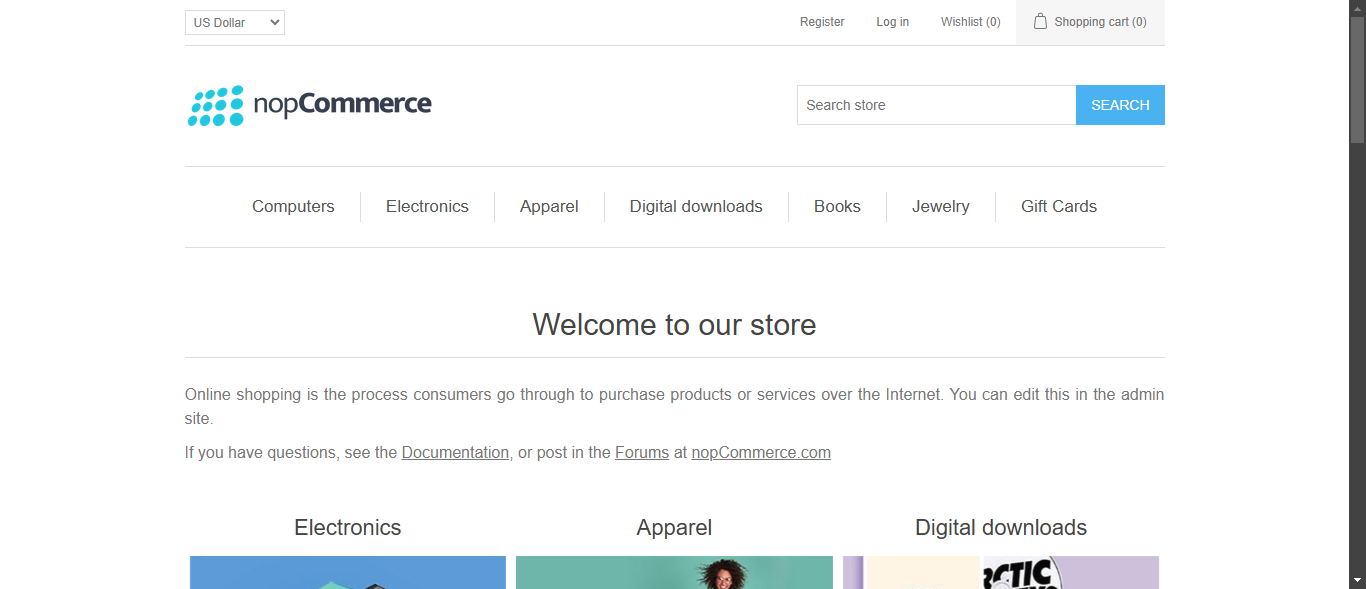 US Dollar
Register
Log in
Wishlist (0)
Shopping cart (0)
nopCommerce
Search store
SEARCH
Computers
Electronics
Apparel
Digital downloads
Books
Jewelry
Gift Cards
Welcome to our store
Online shopping is the process consumers go through to purchase products or services over the Internet. You can edit this in the admin
site.
If you have questions, see the Documentation, or post in the Forums at nopCommerce.com
Electronics
Apparel
Digital downloads